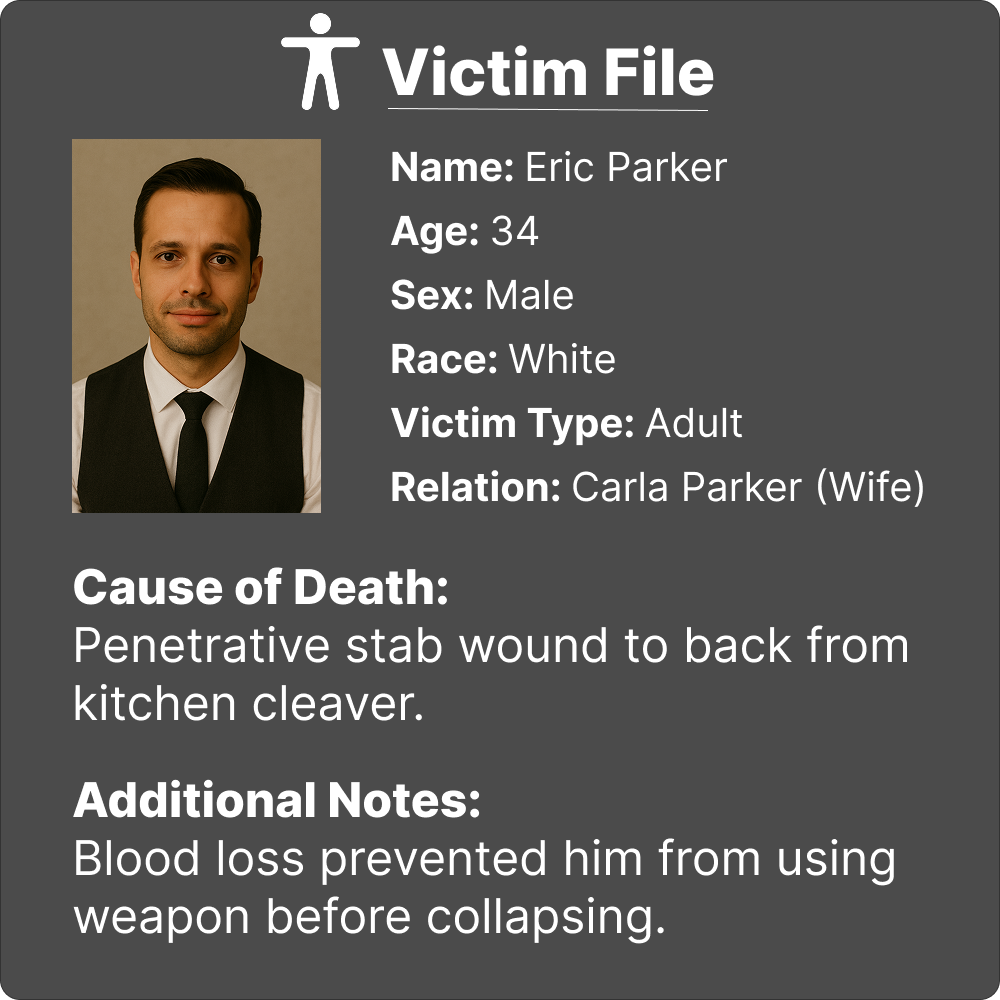 Victim File
Name: Eric Parker
Age: 34
Sex: Male
Race: White
Victim Type: Adult
Relation: Carla Parker (Wife)
Cause of Death:
Penetrative stab wound to back from
kitchen cleaver.
Additional Notes:
Blood loss prevented him from using
weapon before collapsing.